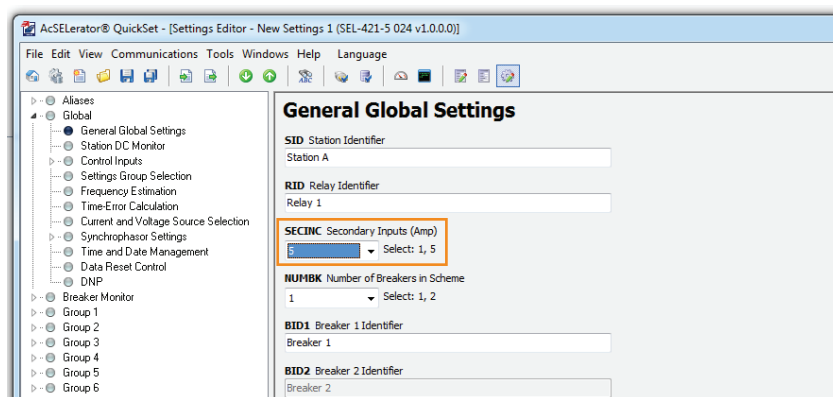 AcSELerator® QuickSet - [Settings Editor - New Settings 1 (SEL-421-5 024 v1.0.0.0)]
File Edit View Communications Tools Windows Help Language
Aliases
Global
General Global Settings
Station DC Monitor
Control Inputs
Settings Group Selection
Frequency Estimation
Time-Error Calculation
Current and Voltage Source Selection
Synchrophasor Settings
Time and Date Management
Data Reset Control
DNP
Breaker Monitor
Group 1
Group 2
Group 3
Group 4
Group 5
Group 6
General Global Settings
SID Station Identifier
Station A
RID Relay Identifier
Relay 1
SECINC Secondary Inputs (Amp)
5 Select: 1, 5
NUMBK Number of Breakers in Scheme
1 Select: 1, 2
BID1 Breaker 1 Identifier
Breaker 1
BID2 Breaker 2 Identifier
Breaker 2